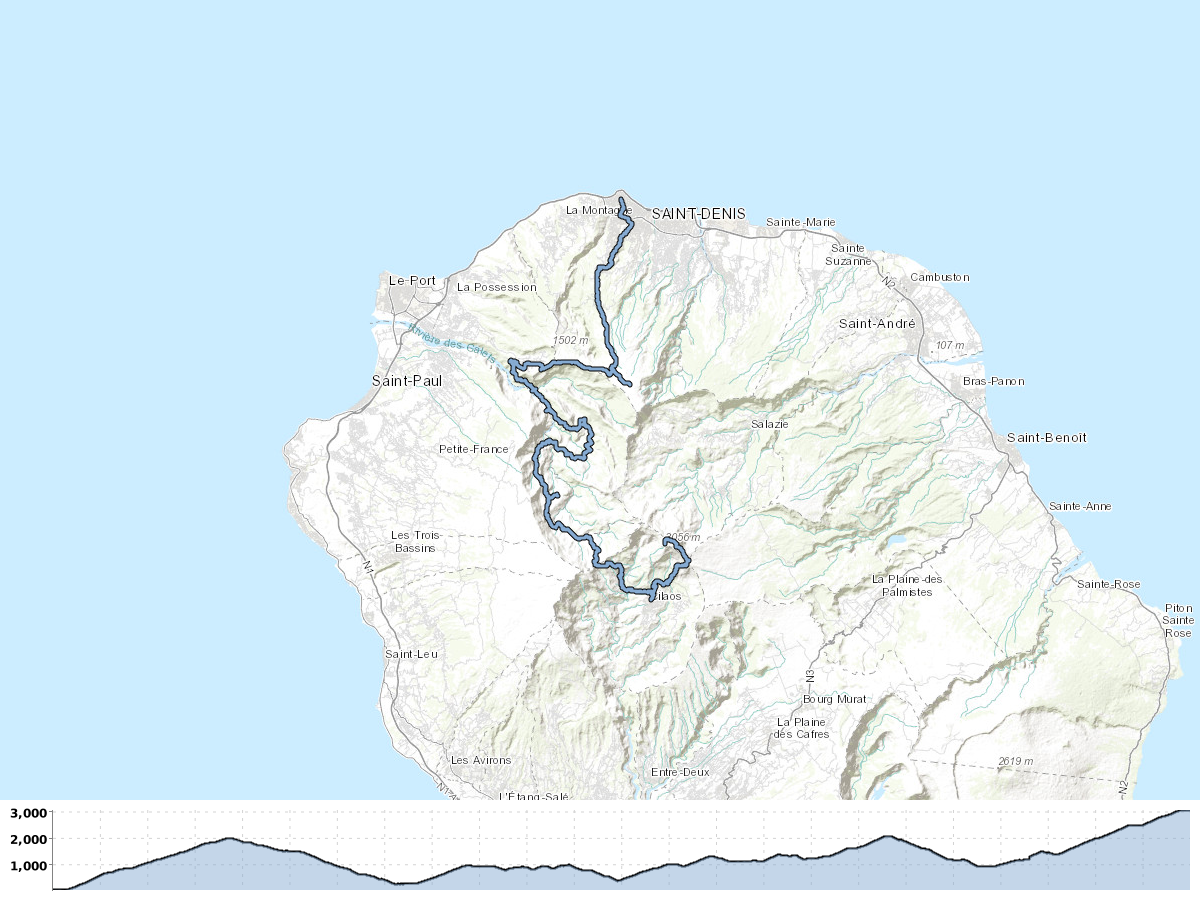 La Montagne
SAINT-DENIS
Sainte-Marie
Sainte
Suzanne
Cambuston
N2
Le-Port
La Possession
Saint-André
Rivière des Galets
1502 m
107 m
Saint-Paul
Bras-Panon
Salazie
Saint-Benoît
Petite-France
Sainte-Anne
Les Trois-
Bassins
3056m
N1
La Plaine-des
Palmistes
Sainte-Rose
Cilaos
Piton
Sainte
Rose
Saint-Leu
N3
Bourg Murat
La Plaine
des Cafres
Les Avirons
2619 m
Entre-Deux
N2
L'Étang-Salé
3,000
2,000
1,000